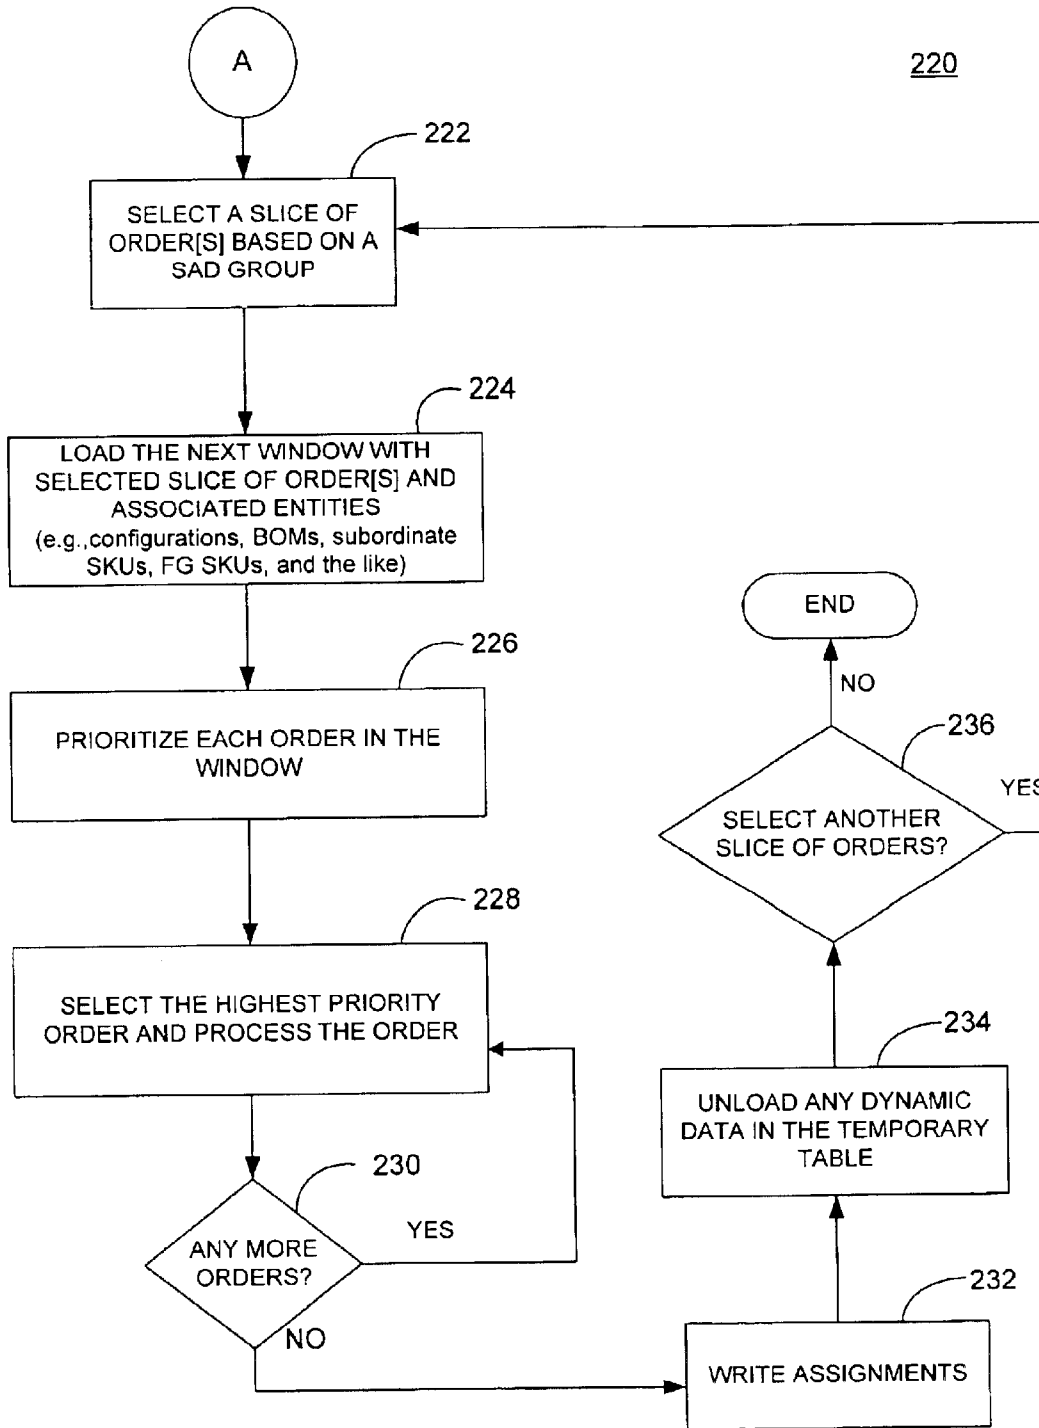 A
220
222
SELECT A SLICE OF
ORDER[S] BASED ON A
SAD GROUP
224
LOAD THE NEXT WINDOW WITH
SELECTED SLICE OF ORDER[S] AND
ASSOCIATED ENTITIES
(e.g.,configurations, BOMs, subordinate
SKUs, FG SKUs, and the like)
226
PRIORITIZE EACH ORDER IN THE
WINDOW
228
SELECT THE HIGHEST PRIORITY
ORDER AND PROCESS THE ORDER
230
ANY MORE
ORDERS?
YES
NO
232
WRITE ASSIGNMENTS
234
UNLOAD ANY DYNAMIC
DATA IN THE TEMPORARY
TABLE
236
SELECT ANOTHER
SLICE OF ORDERS?
YES
NO
END